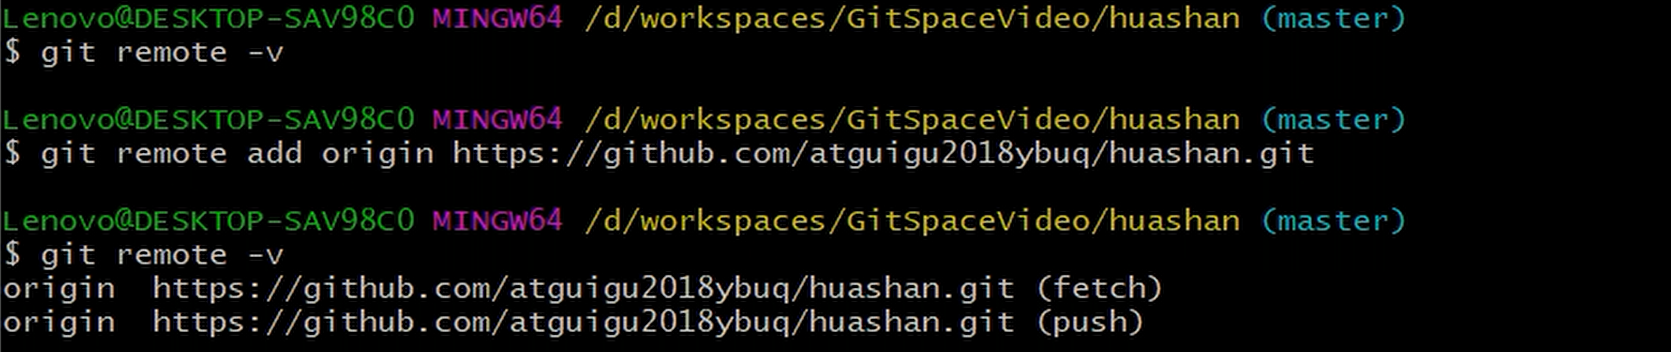 Lenovo@DESKTOP-SAV98C0 MINGW64 /d/workspaces/GitSpaceVideo/huashan (master)
$ git remote -v
Lenovo@DESKTOP-SAV98C0 MINGW64 /d/workspaces/GitSpaceVideo/huashan (master)
$ git remote add origin https://github.com/atguigu2018ybuq/huashan.git
Lenovo@DESKTOP-SAV98C0 MINGW64 /d/workspaces/GitSpaceVideo/huashan (master)
$ git remote -v
origin  https://github.com/atguigu2018ybuq/huashan.git (fetch)
origin  https://github.com/atguigu2018ybuq/huashan.git (push)